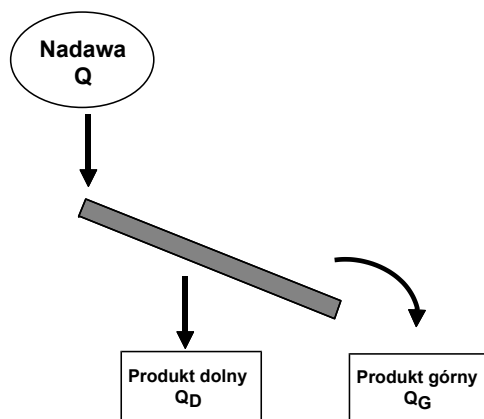 Nadawa
Q
Produkt dolny
QD
Produkt górny
QG